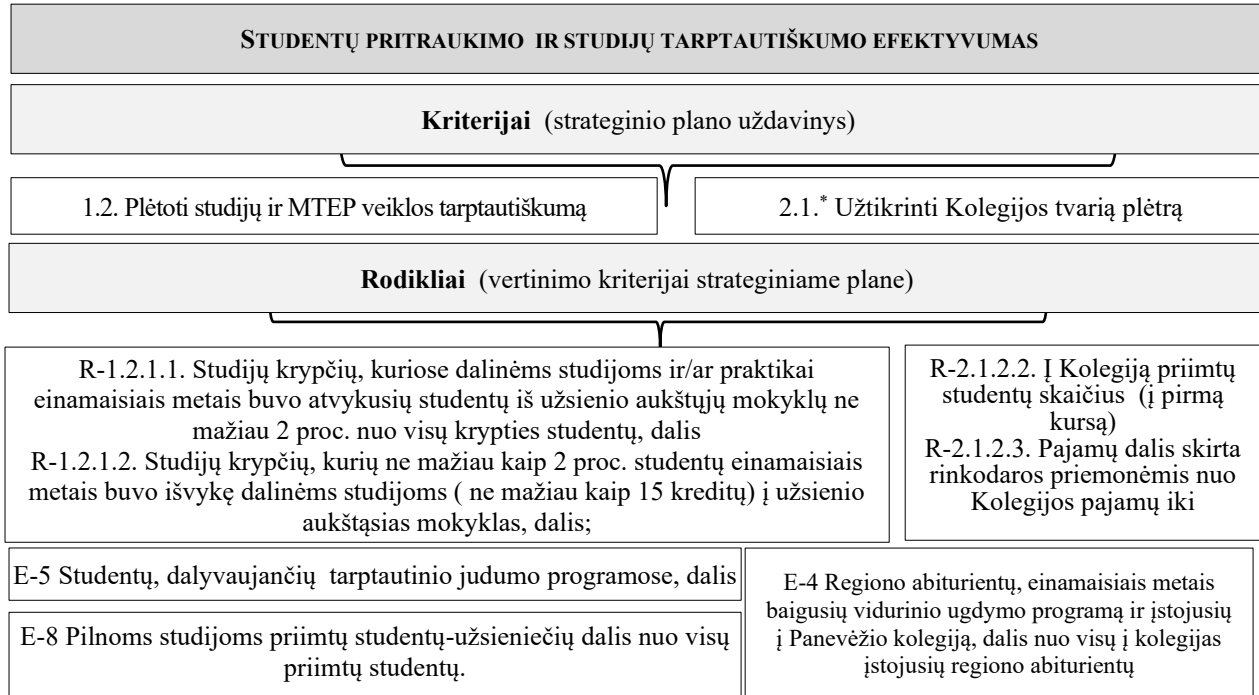 STUDENTŲ PRITRAUKIMO IR STUDIJŲ TARPTAUTIŠKUMO EFEKTYVUMAS
Kriterijai (strateginio plano uždavinys)
1.2. Plėtoti studijų ir MTEP veiklos tarptautiškumą
2.1.* Užtikrinti Kolegijos tvarią plėtrą
Rodikliai (vertinimo kriterijai strateginiame plane)
R-1.2.1.1. Studijų krypčių, kuriose dalinėms studijoms ir/ar praktikai
einamaisiais metais buvo atvykusių studentų iš užsienio aukštųjų mokyklų ne
mažiau 2 proc. nuo visų krypties studentų, dalis
R-1.2.1.2. Studijų krypčių, kurių ne mažiau kaip 2 proc. studentų einamaisiais
metais buvo išvykę dalinėms studijoms ( ne mažiau kaip 15 kreditų) į užsienio
aukštąsias mokyklas, dalis;
R-2.1.2.2. Į Kolegiją priimtų
studentų skaičius (į pirmą
kursą)
R-2.1.2.3. Pajamų dalis skirta
rinkodaros priemonėmis nuo
Kolegijos pajamų iki
E-5 Studentų, dalyvaujančių tarptautinio judumo programose, dalis
E-8 Pilnoms studijoms priimtų studentų-užsieniečių dalis nuo visų
priimtų studentų.
E-4 Regiono abiturientų, einamaisiais metais
baigusių vidurinio ugdymo programą ir įstojusių
į Panevėžio kolegiją, dalis nuo visų į kolegijas
įstojusių regiono abiturientų